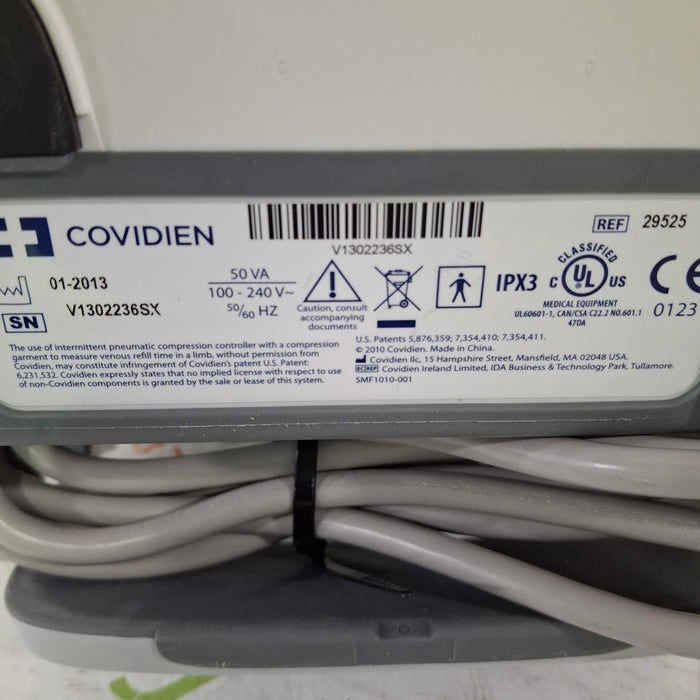 COVIDIEN
V1302236SX
REF 29525
01-2013
SN V1302236SX
50 VA
100 - 240 V~
50/60 HZ
Caution, consult
accompanying
documents
IPX3
CLASSIFIED
C UL US
MEDICAL EQUIPMENT
UL60601-1, CAN/CSA C22.2 NO.601.1
47DA
CE
0123
The use of intermittent pneumatic compression controller with a compression
garment to measure venous refill time in a limb, without permission from
Covidien, may constitute infringement of Covidien's patent U.S. Patent:
6,231,532. Covidien expressly states that no implied license with respect to use
of non-Covidien components is granted by the sale or lease of this system.
U.S. Patents 5,876,359; 7,354,410; 7,354,411.
© 2010 Covidien. Made in China.
Covidien llc, 15 Hampshire Street, Mansfield, MA 02048 USA.
EC REP Covidien Ireland Limited, IDA Business & Technology Park, Tullamore.
SMF1010-001